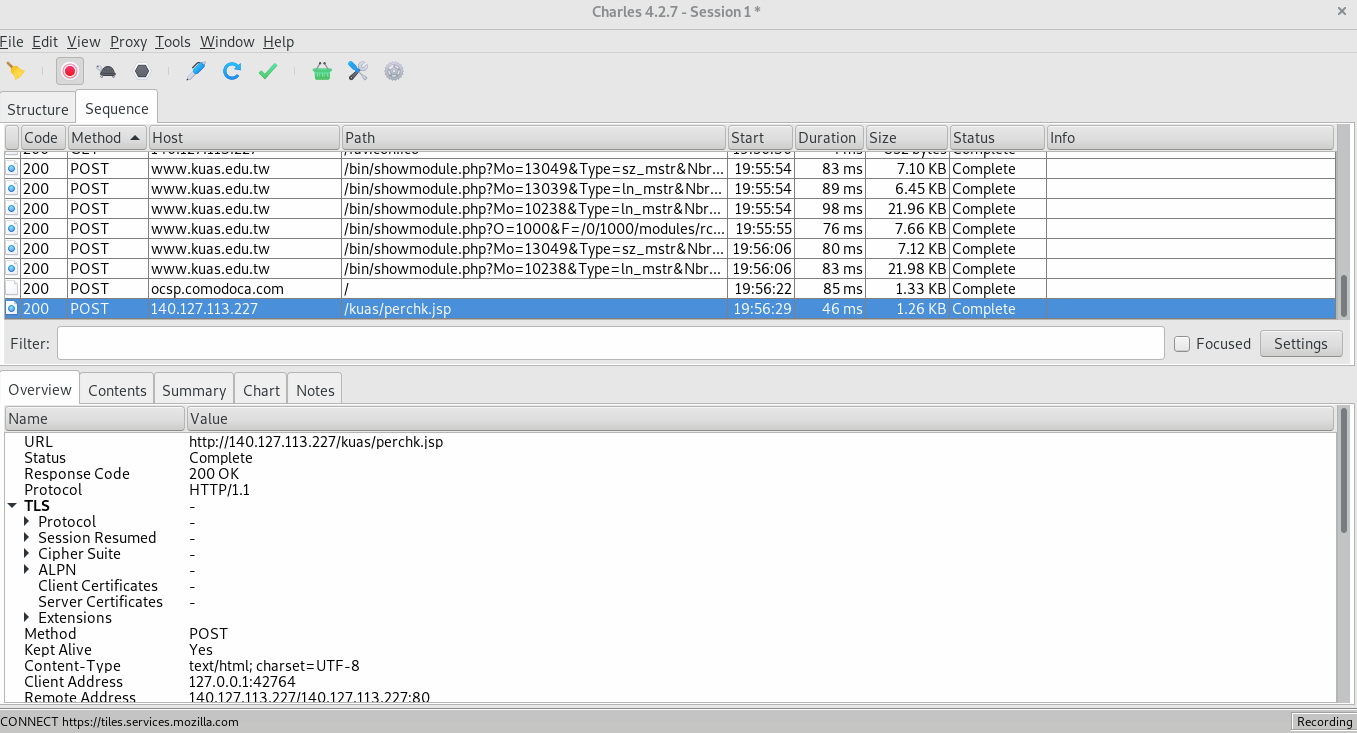 Charles 4.2.7 - Session 1 *
File Edit View Proxy Tools Window Help
Structure Sequence
Code Method Host Path Start Duration Size Status Info
200 POST www.kuas.edu.tw /bin/showmodule.php?Mo=13049&Type=sz_mstr&Nbr... 19:55:54 83 ms 7.10 KB Complete
200 POST www.kuas.edu.tw /bin/showmodule.php?Mo=13039&Type=ln_mstr&Nbr... 19:55:54 89 ms 6.45 KB Complete
200 POST www.kuas.edu.tw /bin/showmodule.php?Mo=10238&Type=ln_mstr&Nbr... 19:55:54 98 ms 21.96 KB Complete
200 POST www.kuas.edu.tw /bin/showmodule.php?O=1000&F=/0/1000/modules/rc... 19:55:55 76 ms 7.66 KB Complete
200 POST www.kuas.edu.tw /bin/showmodule.php?Mo=13049&Type=sz_mstr&Nbr... 19:56:06 80 ms 7.12 KB Complete
200 POST www.kuas.edu.tw /bin/showmodule.php?Mo=10238&Type=ln_mstr&Nbr... 19:56:06 83 ms 21.98 KB Complete
200 POST ocsp.comodoca.com / 19:56:22 85 ms 1.33 KB Complete
200 POST 140.127.113.227 /kuas/perchk.jsp 19:56:29 46 ms 1.26 KB Complete
Filter: Focused Settings
Overview Contents Summary Chart Notes
Name Value
URL http://140.127.113.227/kuas/perchk.jsp
Status Complete
Response Code 200 OK
Protocol HTTP/1.1
TLS -
Protocol -
Session Resumed -
Cipher Suite -
ALPN -
Client Certificates -
Server Certificates -
Extensions
Method POST
Kept Alive Yes
Content-Type text/html; charset=UTF-8
Client Address 127.0.0.1:42764
Remote Address 140.127.113.227/140.127.113.227:80
CONNECT https://tiles.services.mozilla.com Recording